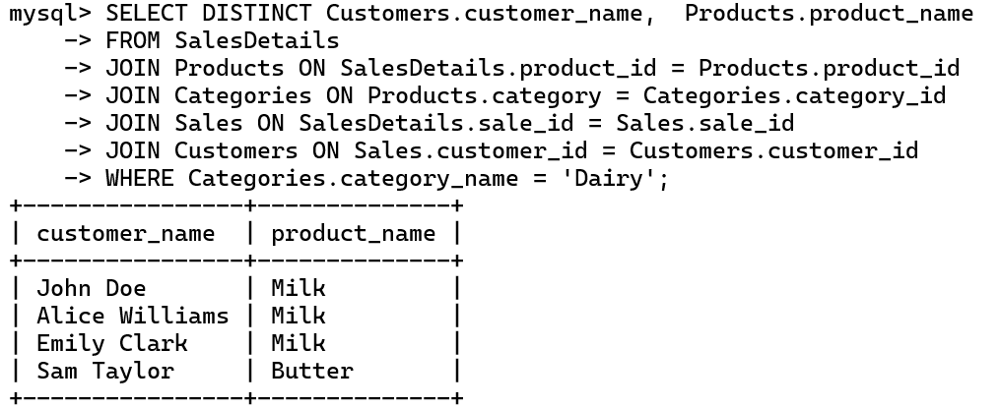 mysql> SELECT DISTINCT Customers.customer_name,  Products.product_name
    -> FROM SalesDetails
    -> JOIN Products ON SalesDetails.product_id = Products.product_id
    -> JOIN Categories ON Products.category = Categories.category_id
    -> JOIN Sales ON SalesDetails.sale_id = Sales.sale_id
    -> JOIN Customers ON Sales.customer_id = Customers.customer_id
    -> WHERE Categories.category_name = 'Dairy';
+----------------+--------------+
| customer_name  | product_name |
+----------------+--------------+
| John Doe       | Milk         |
| Alice Williams | Milk         |
| Emily Clark    | Milk         |
| Sam Taylor     | Butter       |
+----------------+--------------+